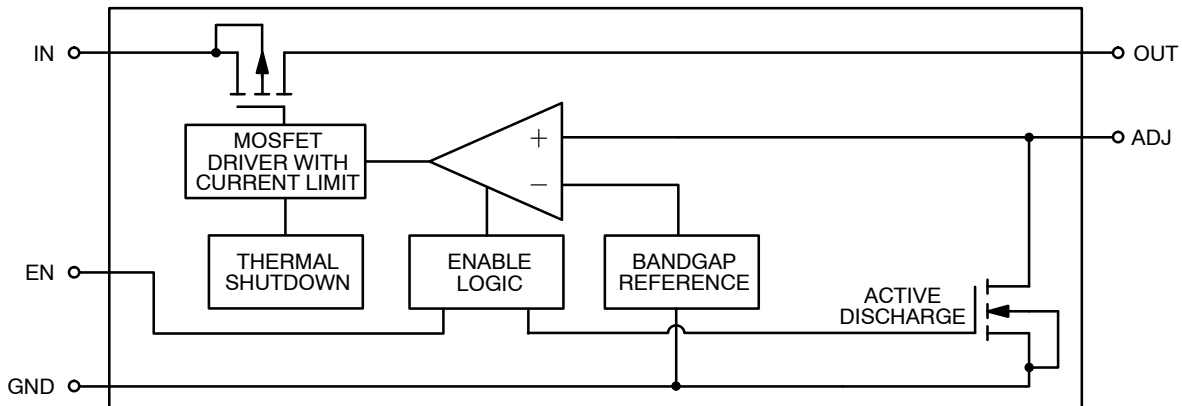 IN
OUT
ADJ
MOSFET
DRIVER WITH
CURRENT LIMIT
+
−
THERMAL
SHUTDOWN
ENABLE
LOGIC
BANDGAP
REFERENCE
EN
ACTIVE
DISCHARGE
GND